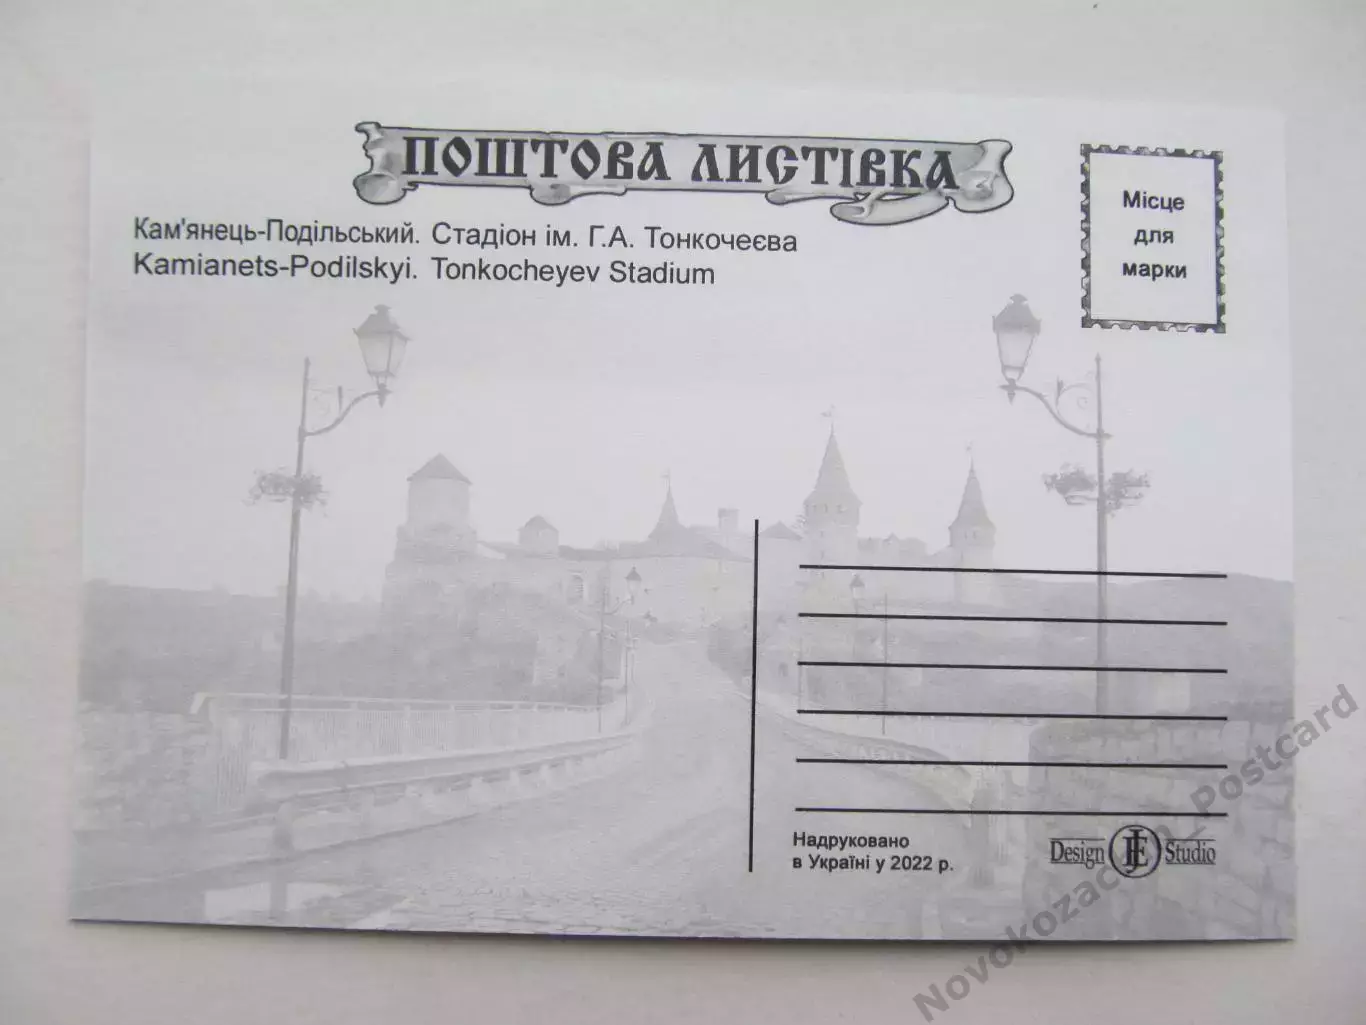 ПОШТОВА ЛИСТІВКА
Кам'янець-Подільський. Стадіон ім. Г.А. Тонкочеєва
Kamianets-Podilskyi. Tonkocheyev Stadium
Місце
для
марки
Надруковано
в Україні у 2022 р.
Design JE Studio